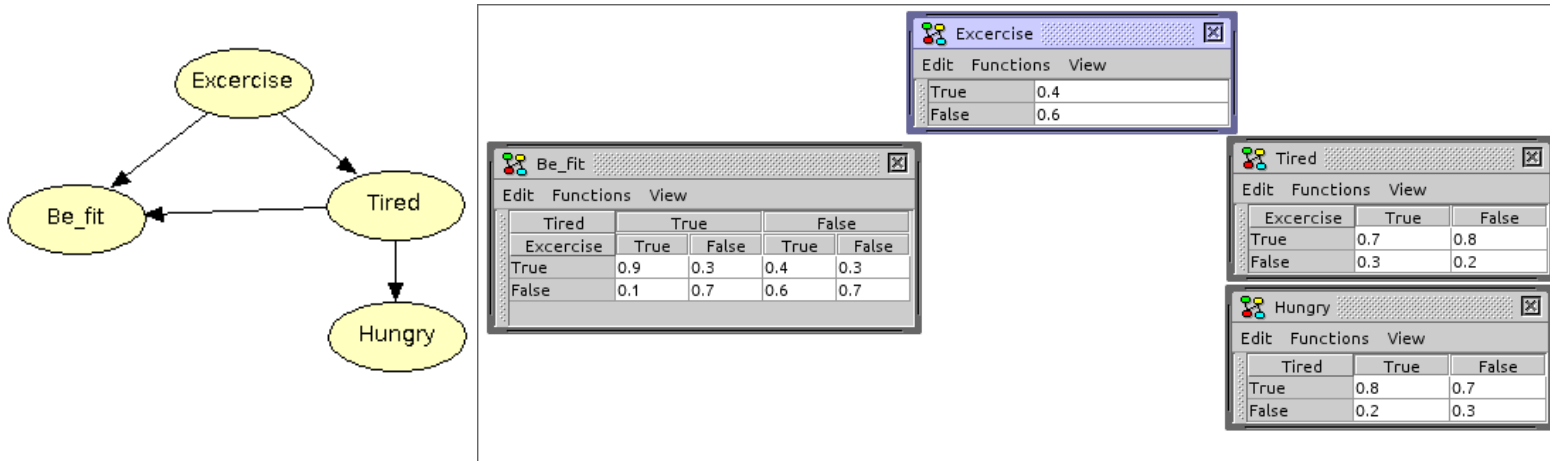 Excercise
Be_fit
Tired
Hungry
Excercise
Edit Functions View
True 0.4
False 0.6
Be_fit
Edit Functions View
Tired True False
Excercise True False True False
True 0.9 0.3 0.4 0.3
False 0.1 0.7 0.6 0.7
Tired
Edit Functions View
Excercise True False
True 0.7 0.8
False 0.3 0.2
Hungry
Edit Functions View
Tired True False
True 0.8 0.7
False 0.2 0.3